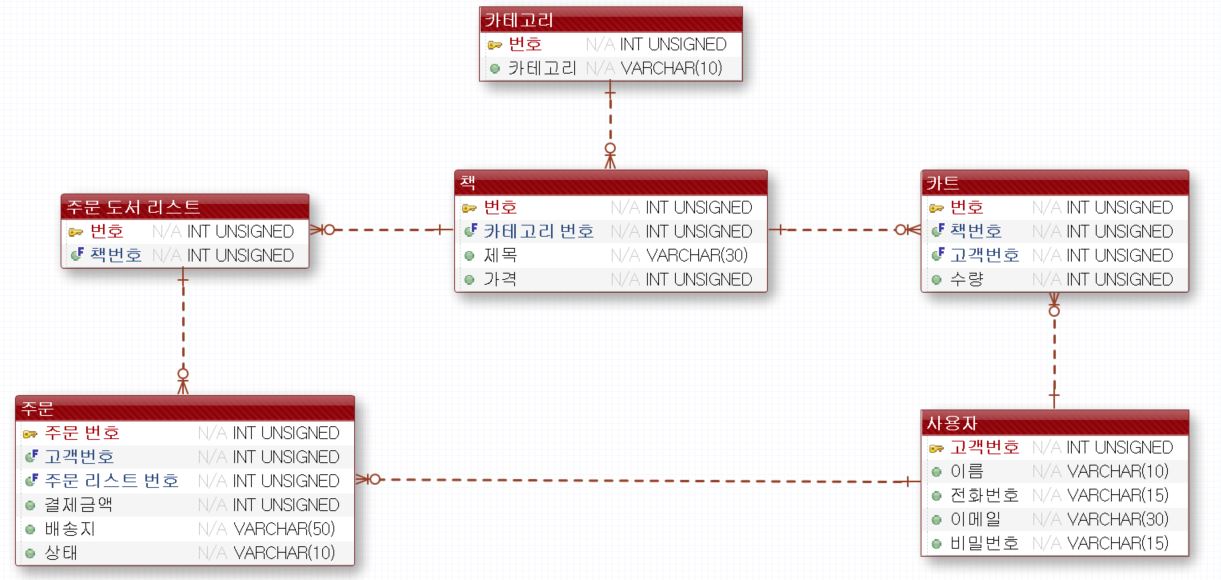 카테고리
번호 N/A INT UNSIGNED
카테고리 N/A VARCHAR(10)
주문 도서 리스트
번호 N/A INT UNSIGNED
책번호 N/A INT UNSIGNED
책
번호 N/A INT UNSIGNED
카테고리 번호 N/A INT UNSIGNED
제목 N/A VARCHAR(30)
가격 N/A INT UNSIGNED
카트
번호 N/A INT UNSIGNED
책번호 N/A INT UNSIGNED
고객번호 N/A INT UNSIGNED
수량 N/A INT UNSIGNED
주문
주문 번호 N/A INT UNSIGNED
고객번호 N/A INT UNSIGNED
주문 리스트 번호 N/A INT UNSIGNED
결제금액 N/A INT UNSIGNED
배송지 N/A VARCHAR(50)
상태 N/A VARCHAR(10)
사용자
고객번호 N/A INT UNSIGNED
이름 N/A VARCHAR(10)
전화번호 N/A VARCHAR(15)
이메일 N/A VARCHAR(30)
비밀번호 N/A VARCHAR(15)